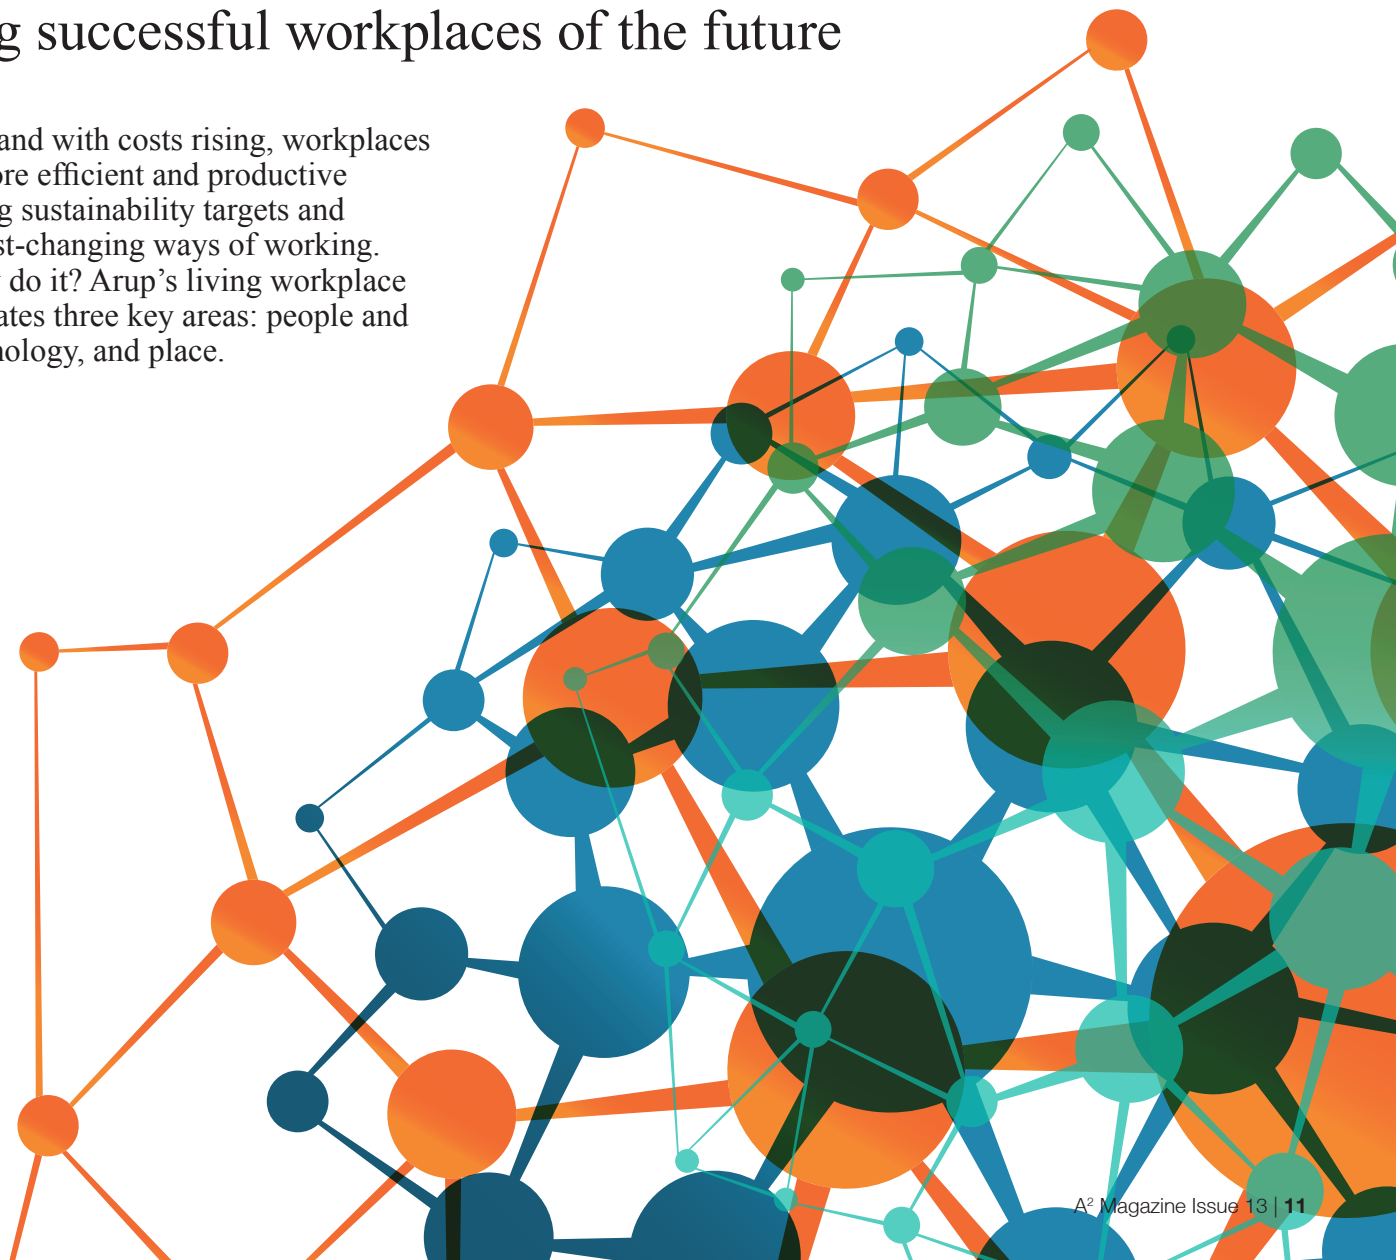 g successful workplaces of the future
and with costs rising, workplaces
ore efficient and productive
g sustainability targets and
st-changing ways of working.
do it? Arup’s living workplace
ates three key areas: people and
nology, and place.
A² Magazine Issue 13 | 11